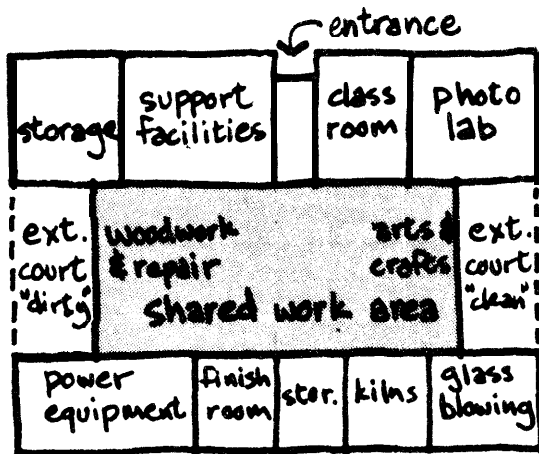 entrance
storage
support
facilities
class
room
photo
lab
ext.
court
"dirty"
woodwork
& repair
arts &
crafts
shared work area
ext.
court
"clean"
power
equipment
finish
room
stor.
kilns
glass
blowing